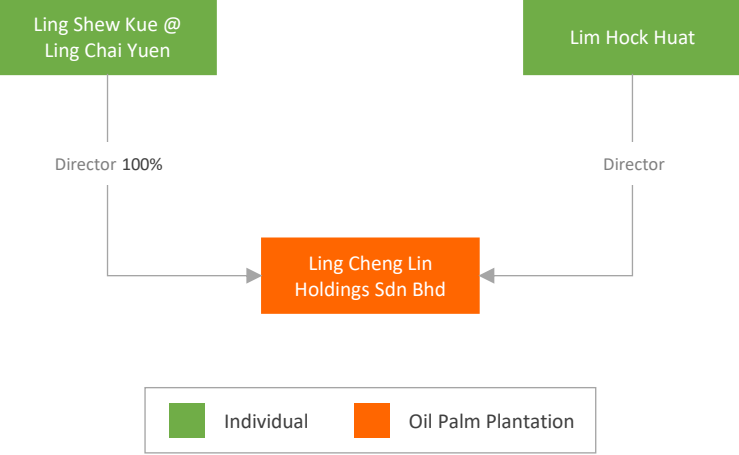 Ling Shew Kue @
Ling Chai Yuen
Lim Hock Huat
Director 100%
Director
Ling Cheng Lin
Holdings Sdn Bhd
Individual
Oil Palm Plantation